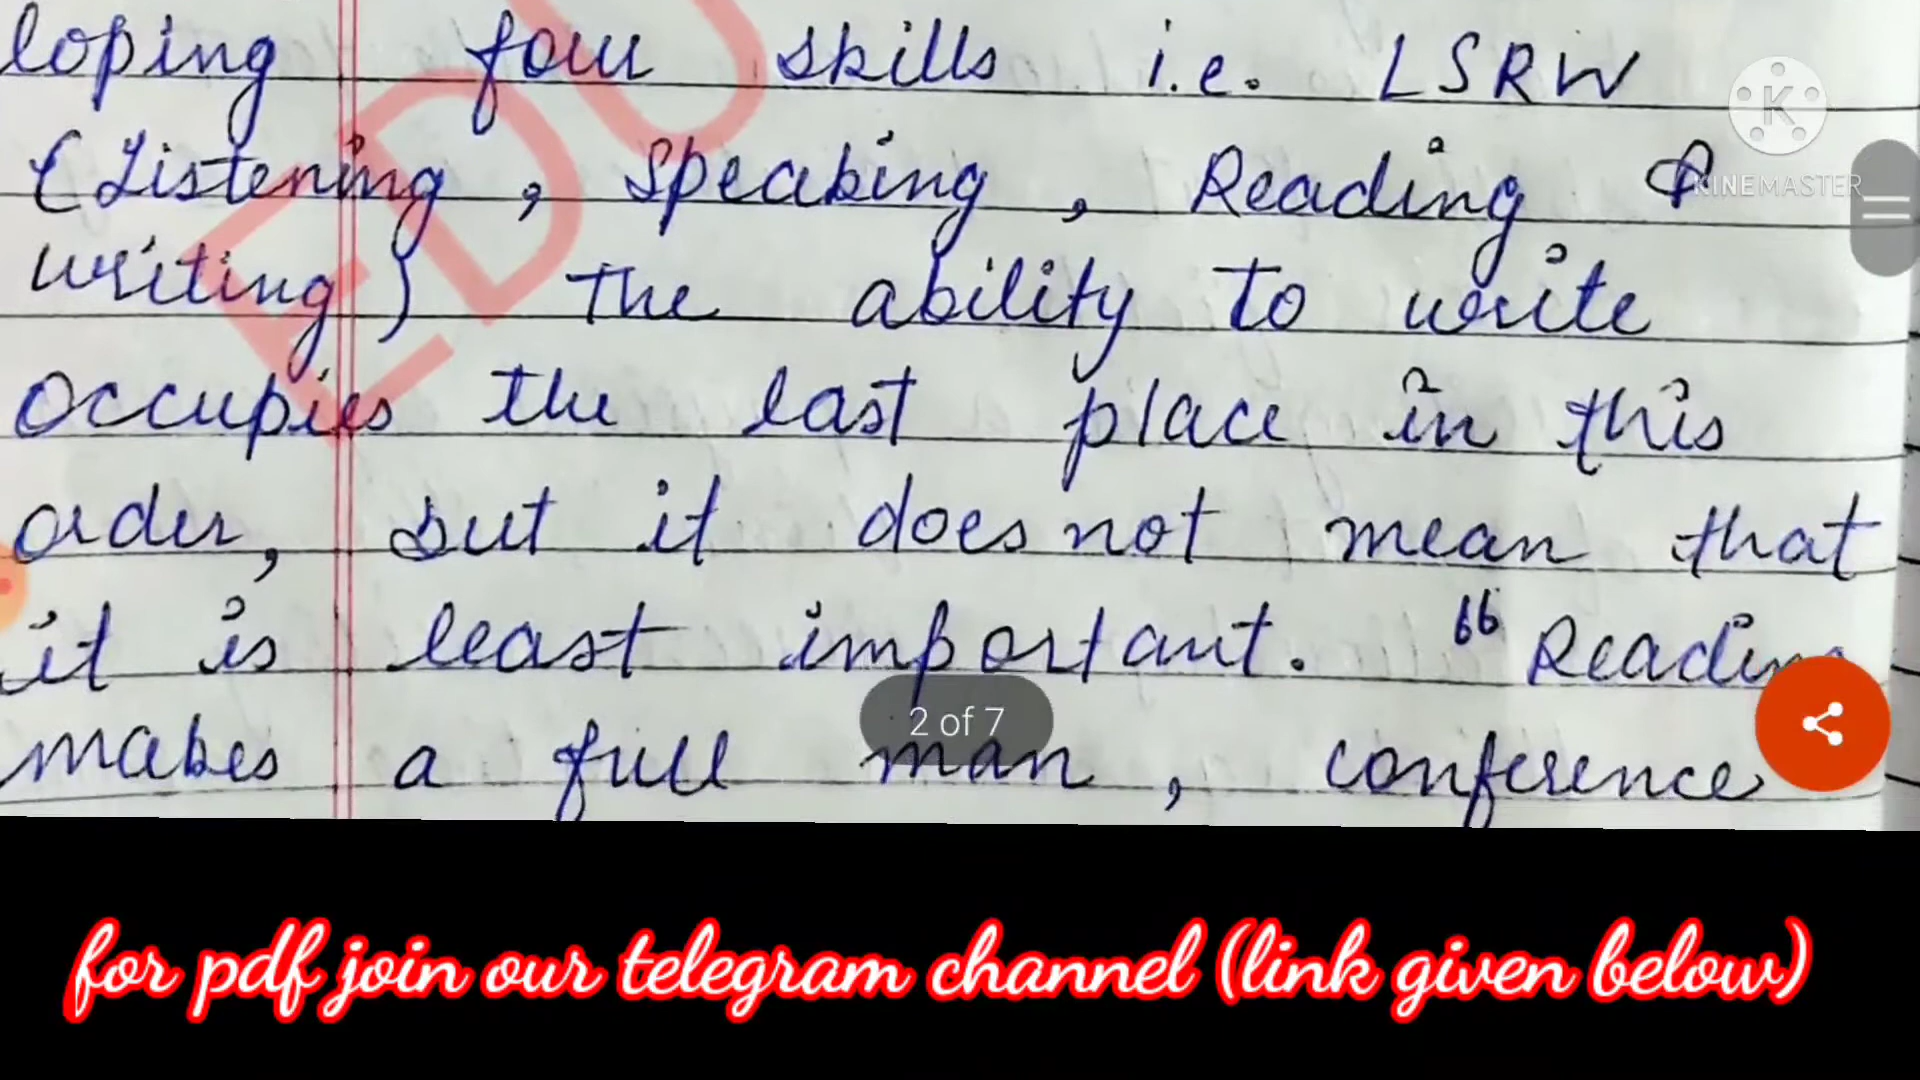 loping four skills i.e. LSRW
(Listening, Speaking, Reading &
writing) The ability to write
occupies the last place in this
order, but it does not mean that
it is least important. "Reading
makes a full man, conference
EDU
K
KINEMASTER
2 of 7
for pdf join our telegram channel (link given below)